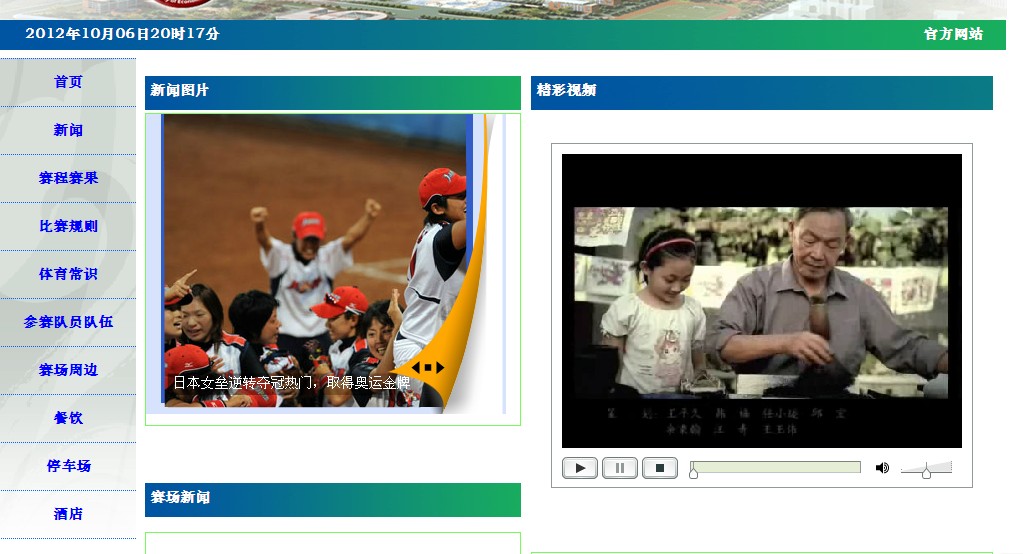 2012年10月06日20时17分
官方网站
首页
新闻
赛程赛果
比赛规则
体育常识
参赛队员队伍
赛场周边
餐饮
停车场
酒店
新闻图片
日本女垒逆转夺冠热门，取得奥运金牌
赛场新闻
精彩视频